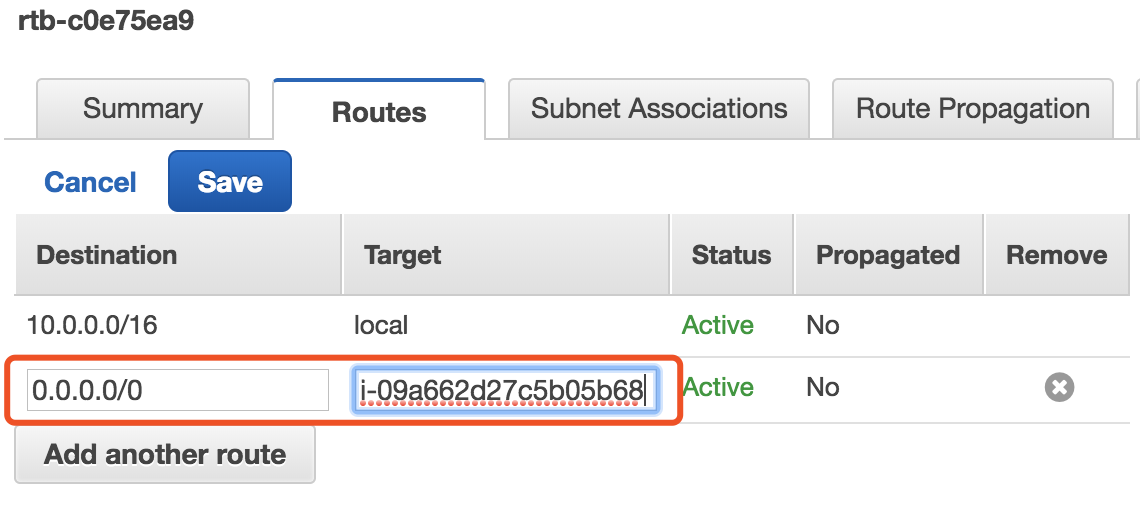 rtb-c0e75ea9
Summary Routes Subnet Associations Route Propagation
Cancel Save
Destination Target Status Propagated Remove
10.0.0.0/16 local Active No
0.0.0.0/0 i-09a662d27c5b05b68 Active No
Add another route